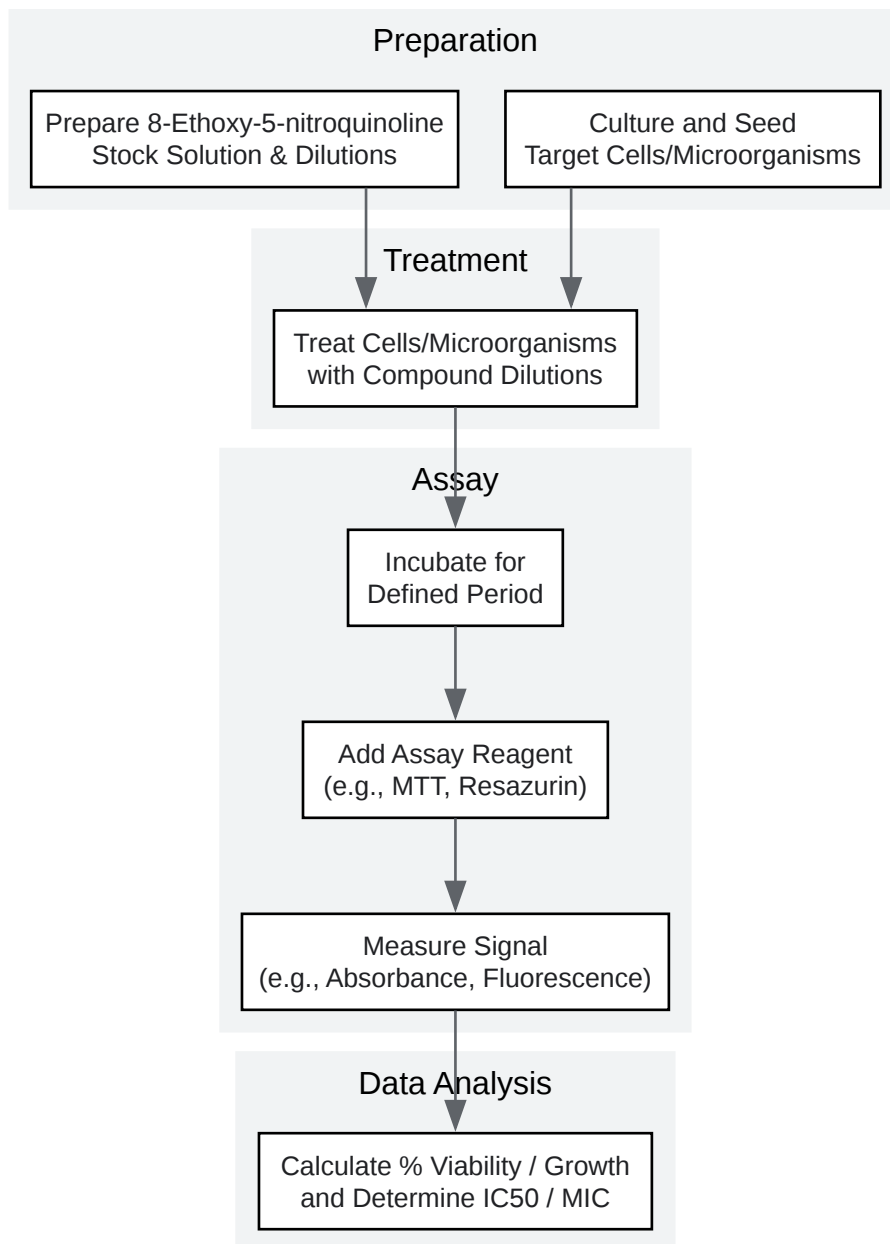 Preparation
Prepare 8-Ethoxy-5-nitroquinoline
Stock Solution & Dilutions
Culture and Seed
Target Cells/Microorganisms
Treatment
Treat Cells/Microorganisms
with Compound Dilutions
Assay
Incubate for
Defined Period
Add Assay Reagent
(e.g., MTT, Resazurin)
Measure Signal
(e.g., Absorbance, Fluorescence)
Data Analysis
Calculate % Viability / Growth
and Determine IC50 / MIC